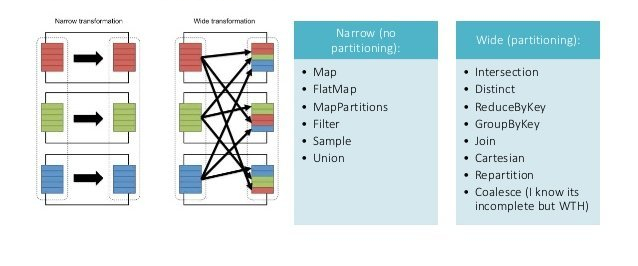 Narrow transformation
Wide transformation
Narrow (no
partitioning):
• Map
• FlatMap
• MapPartitions
• Filter
• Sample
• Union
Wide (partitioning):
• Intersection
• Distinct
• ReduceByKey
• GroupByKey
• Join
• Cartesian
• Repartition
• Coalesce (I know its
incomplete but WTH)